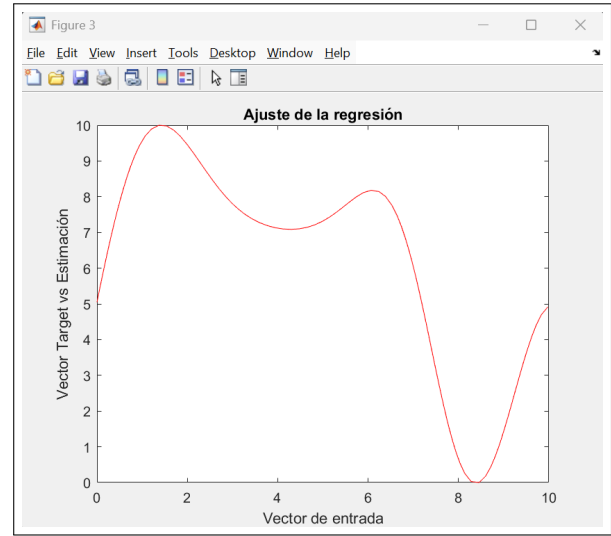 Figure 3
File Edit View Insert Tools Desktop Window Help
Ajuste de la regresión
Vector Target vs Estimación
10
9
8
7
6
5
4
3
2
1
0
0 2 4 6 8 10
Vector de entrada